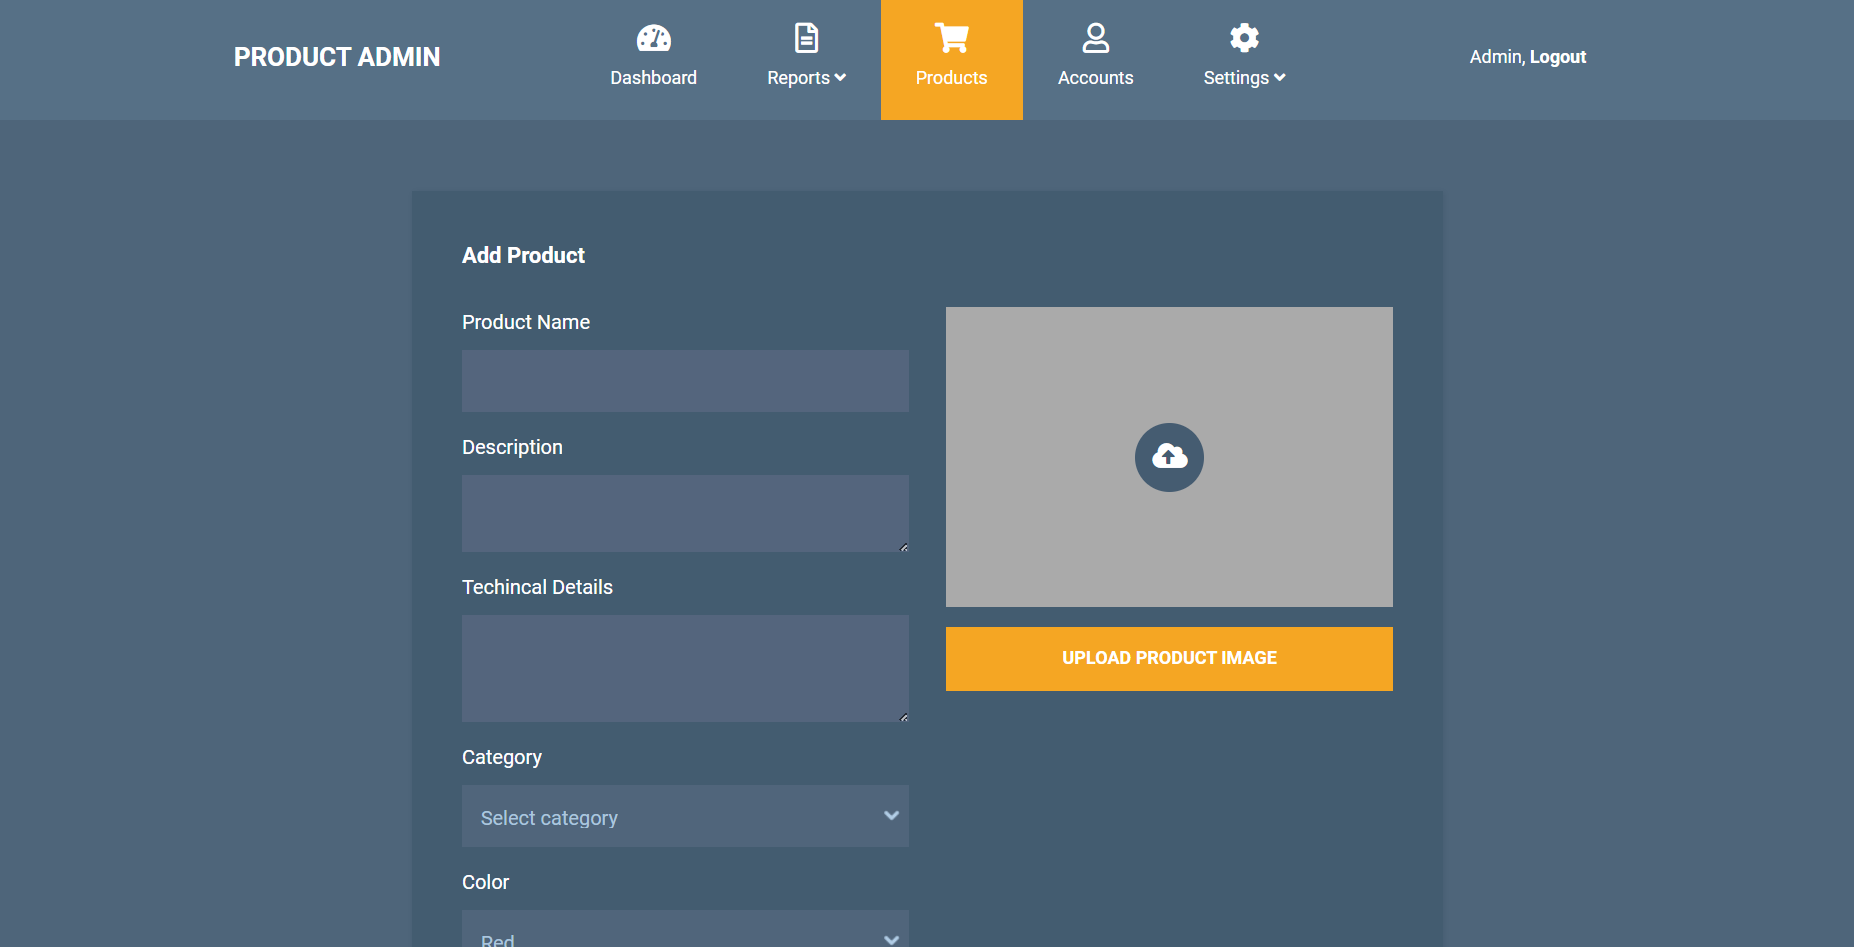 PRODUCT ADMIN
Dashboard
Reports
Products
Accounts
Settings
Admin, Logout
Add Product
Product Name
Description
Techincal Details
Category
Select category
Color
Red
UPLOAD PRODUCT IMAGE